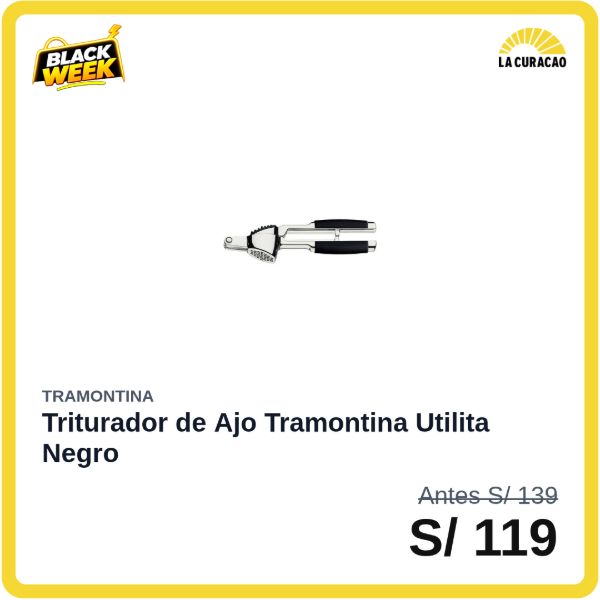 BLACK
WEEK
LA CURACAO
TRAMONTINA
Triturador de Ajo Tramontina Utilita
Negro
Antes S/ 139
S/ 119